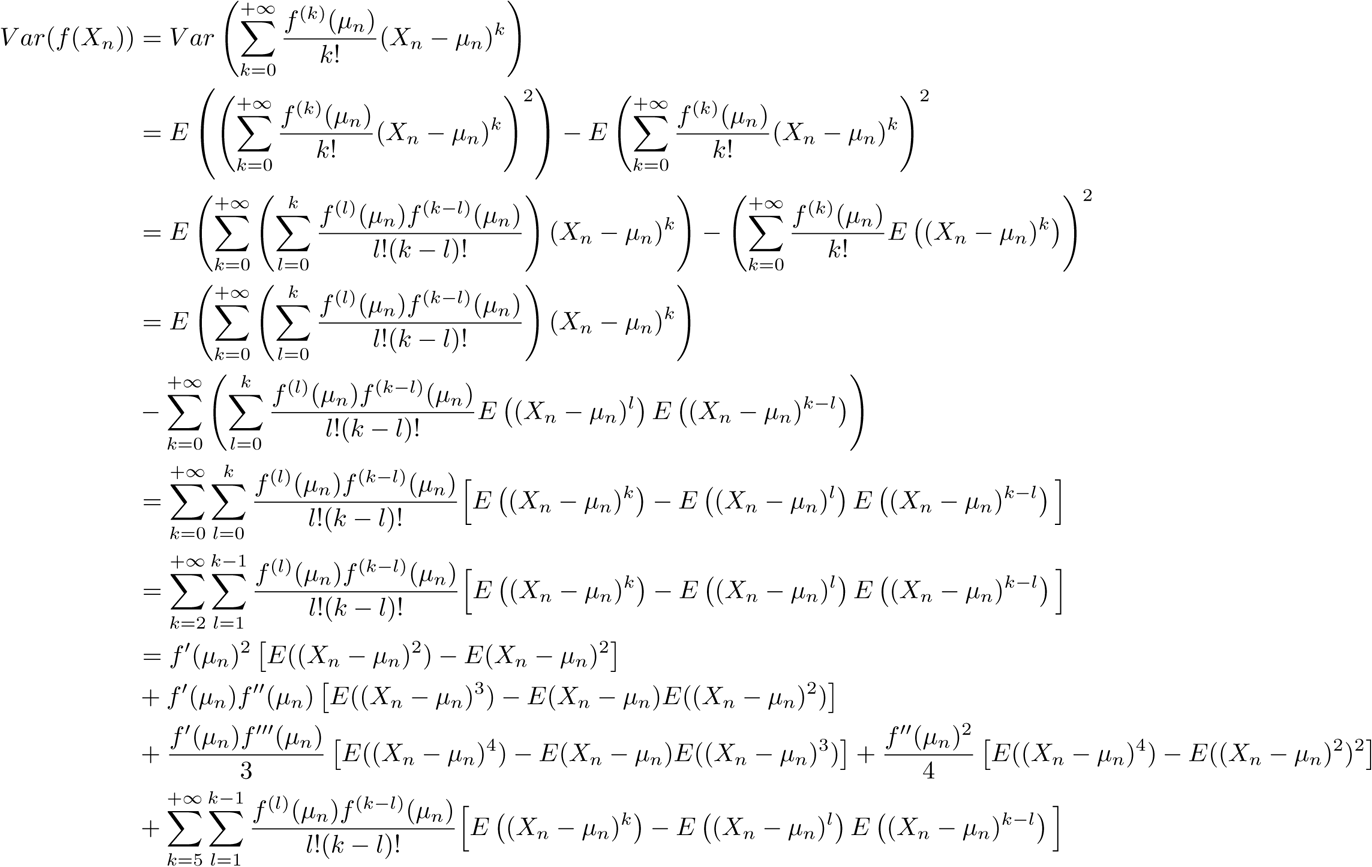 Var(f(X_n)) = Var\left(\sum_{k=0}^{+\infty} \frac{f^{(k)}(\mu_n)}{k!}(X_n - \mu_n)^k\right)
= E\left(\left(\sum_{k=0}^{+\infty} \frac{f^{(k)}(\mu_n)}{k!}(X_n - \mu_n)^k\right)^2\right) - E\left(\sum_{k=0}^{+\infty} \frac{f^{(k)}(\mu_n)}{k!}(X_n - \mu_n)^k\right)^2
= E\left(\sum_{k=0}^{+\infty} \left(\sum_{l=0}^{k} \frac{f^{(l)}(\mu_n)f^{(k-l)}(\mu_n)}{l!(k-l)!}\right)(X_n - \mu_n)^k\right) - \left(\sum_{k=0}^{+\infty} \frac{f^{(k)}(\mu_n)}{k!}E\left((X_n - \mu_n)^k\right)\right)^2
= E\left(\sum_{k=0}^{+\infty} \left(\sum_{l=0}^{k} \frac{f^{(l)}(\mu_n)f^{(k-l)}(\mu_n)}{l!(k-l)!}\right)(X_n - \mu_n)^k\right)
- \sum_{k=0}^{+\infty} \left(\sum_{l=0}^{k} \frac{f^{(l)}(\mu_n)f^{(k-l)}(\mu_n)}{l!(k-l)!}E\left((X_n - \mu_n)^l\right)E\left((X_n - \mu_n)^{k-l}\right)\right)
= \sum_{k=0}^{+\infty}\sum_{l=0}^{k} \frac{f^{(l)}(\mu_n)f^{(k-l)}(\mu_n)}{l!(k-l)!}\left[E\left((X_n - \mu_n)^k\right) - E\left((X_n - \mu_n)^l\right)E\left((X_n - \mu_n)^{k-l}\right)\right]
= \sum_{k=2}^{+\infty}\sum_{l=1}^{k-1} \frac{f^{(l)}(\mu_n)f^{(k-l)}(\mu_n)}{l!(k-l)!}\left[E\left((X_n - \mu_n)^k\right) - E\left((X_n - \mu_n)^l\right)E\left((X_n - \mu_n)^{k-l}\right)\right]
= f'(\mu_n)^2\left[E((X_n - \mu_n)^2) - E(X_n - \mu_n)^2\right]
+ f'(\mu_n)f''(\mu_n)\left[E((X_n - \mu_n)^3) - E(X_n - \mu_n)E((X_n - \mu_n)^2)\right]
+ \frac{f'(\mu_n)f'''(\mu_n)}{3}\left[E((X_n - \mu_n)^4) - E(X_n - \mu_n)E((X_n - \mu_n)^3)\right] + \frac{f''(\mu_n)^2}{4}\left[E((X_n - \mu_n)^4) - E((X_n - \mu_n)^2)^2\right]
+ \sum_{k=5}^{+\infty}\sum_{l=1}^{k-1} \frac{f^{(l)}(\mu_n)f^{(k-l)}(\mu_n)}{l!(k-l)!}\left[E\left((X_n - \mu_n)^k\right) - E\left((X_n - \mu_n)^l\right)E\left((X_n - \mu_n)^{k-l}\right)\right]